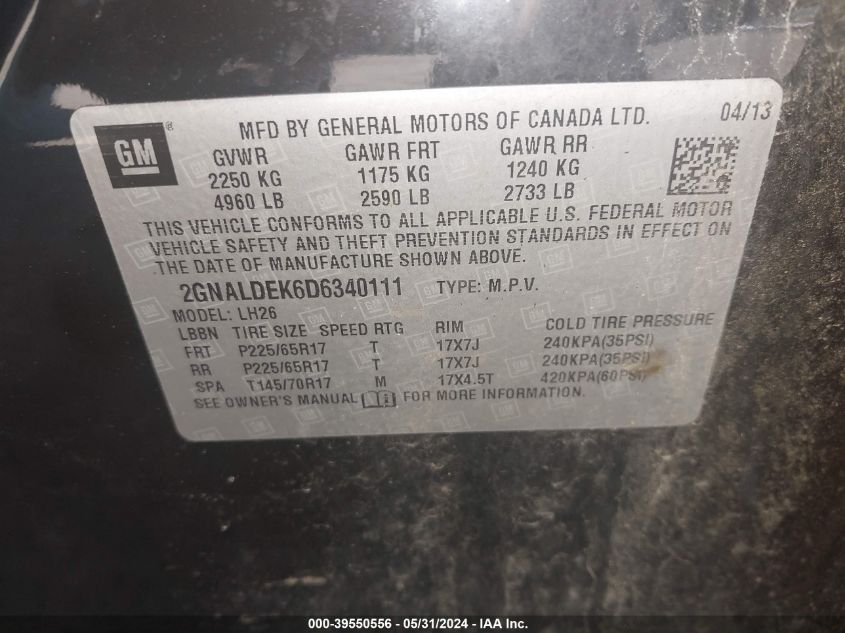 GM ® MFD BY GENERAL MOTORS OF CANADA LTD. 04/13
GVWR GAWR FRT GAWR RR
2250 KG 1175 KG 1240 KG
4960 LB 2590 LB 2733 LB
THIS VEHICLE CONFORMS TO ALL APPLICABLE U.S. FEDERAL MOTOR
VEHICLE SAFETY AND THEFT PREVENTION STANDARDS IN EFFECT ON
THE DATE OF MANUFACTURE SHOWN ABOVE.
2GNALDEK6D6340111 TYPE: M.P.V.
MODEL: LH26
LBBN TIRE SIZE SPEED RTG RIM COLD TIRE PRESSURE
FRT P225/65R17 T 17X7J 240KPA(35PSI)
RR P225/65R17 T 17X7J 240KPA(35PSI)
SPA T145/70R17 M 17X4.5T 420KPA(60PSI)
SEE OWNER'S MANUAL FOR MORE INFORMATION.
000-39550556 - 05/31/2024 - IAA Inc.